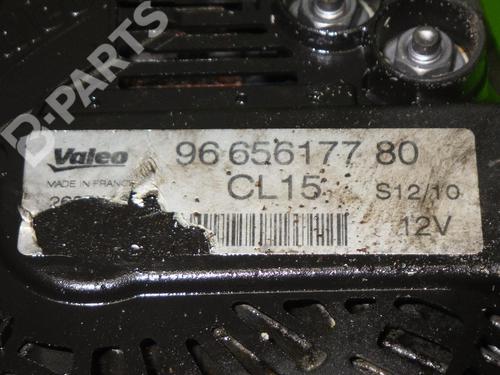 D-PARTS
Valeo 96 656177 80
MADE IN FRANCE CL15 S12/10
12V